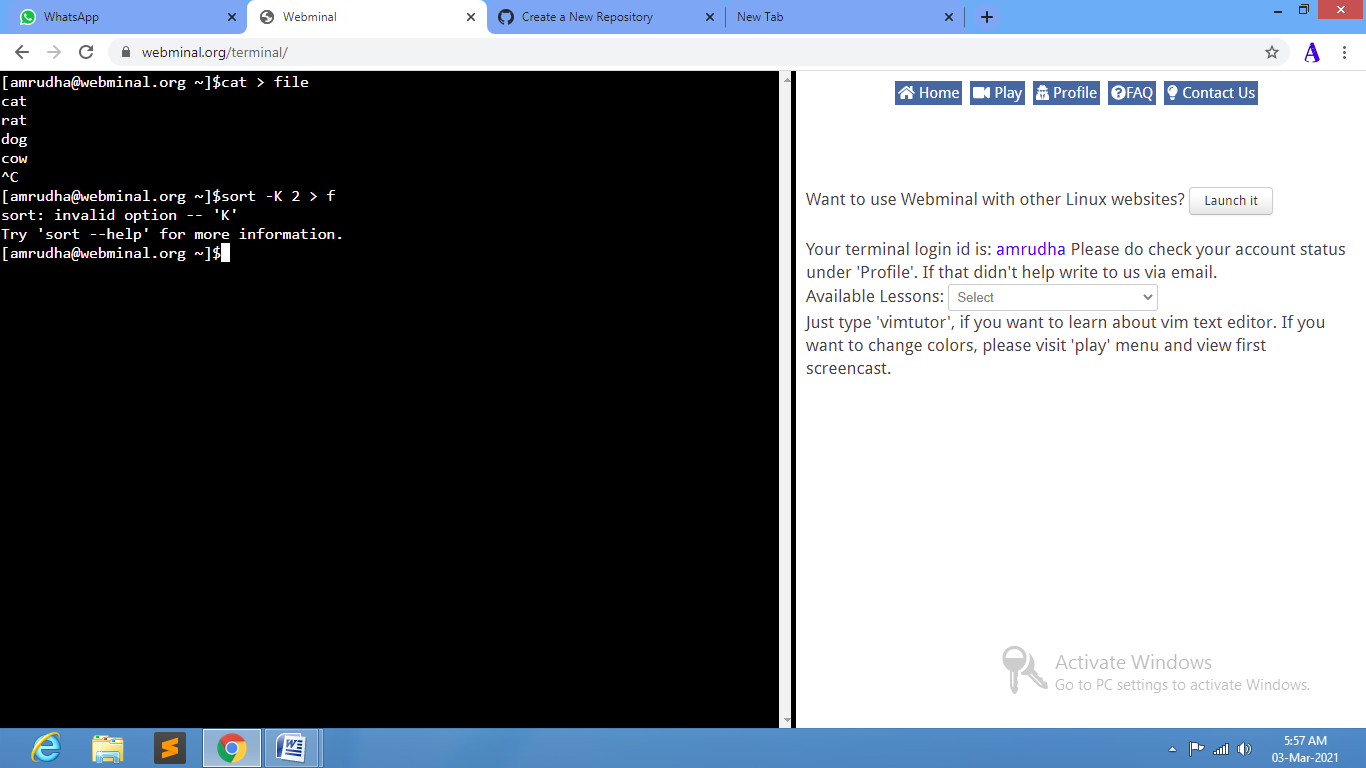 WhatsApp
Webminal
Create a New Repository
New Tab
webminal.org/terminal/
[amrudha@webminal.org ~]$cat > file
cat
rat
dog
cow
^C
[amrudha@webminal.org ~]$sort -K 2 > f
sort: invalid option -- 'K'
Try 'sort --help' for more information.
[amrudha@webminal.org ~]$
Home Play Profile FAQ Contact Us
Want to use Webminal with other Linux websites? Launch it
Your terminal login id is: amrudha Please do check your account status
under 'Profile'. If that didn't help write to us via email.
Available Lessons: Select
Just type 'vimtutor', if you want to learn about vim text editor. If you
want to change colors, please visit 'play' menu and view first
screencast.
Activate Windows
Go to PC settings to activate Windows.
5:57 AM
03-Mar-2021